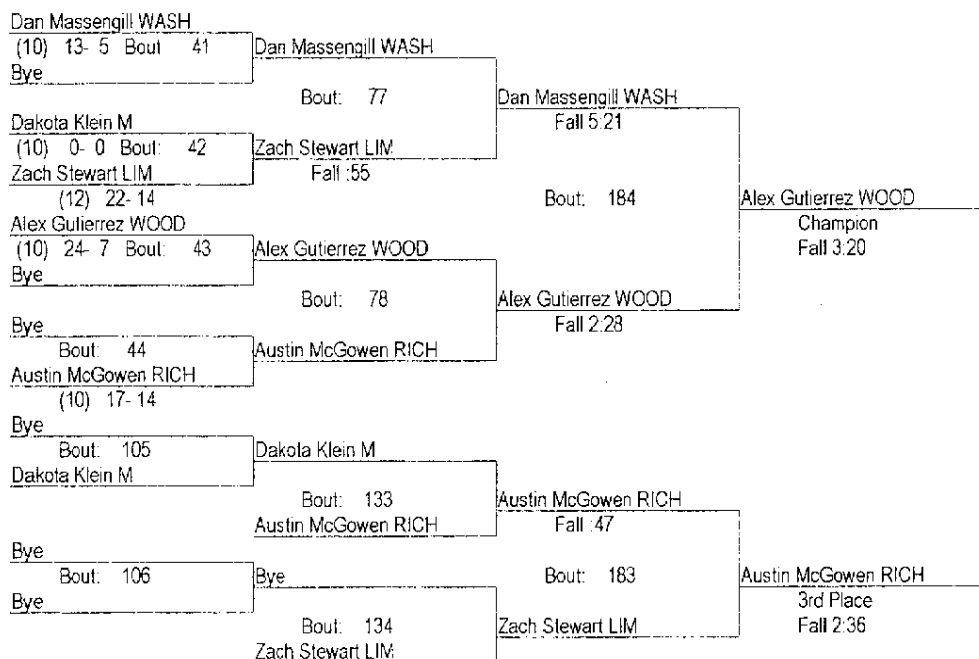 Dan Massengill WASH
(10) 13- 5 Bout 41
Bye
Dan Massengill WASH
Bout: 77
Dakota Klein M
(10) 0- 0 Bout: 42
Zach Stewart LIM
(12) 22- 14
Zach Stewart LIM
Fall :55
Dan Massengill WASH
Fall 5:21
Bout: 184
Alex Gutierrez WOOD
(10) 24- 7 Bout: 43
Bye
Alex Gutierrez WOOD
Bout: 78
Bye
Bout: 44
Austin McGowen RICH
(10) 17- 14
Austin McGowen RICH
Alex Gutierrez WOOD
Fall 2:28
Alex Gutierrez WOOD
Champion
Fall 3:20
Bye
Bout: 105
Dakota Klein M
Dakota Klein M
Bout: 133
Austin McGowen RICH
Austin McGowen RICH
Fall :47
Bout: 183
Bye
Bout: 106
Bye
Bye
Bout: 134
Zach Stewart LIM
Zach Stewart LIM
Austin McGowen RICH
3rd Place
Fall 2:36